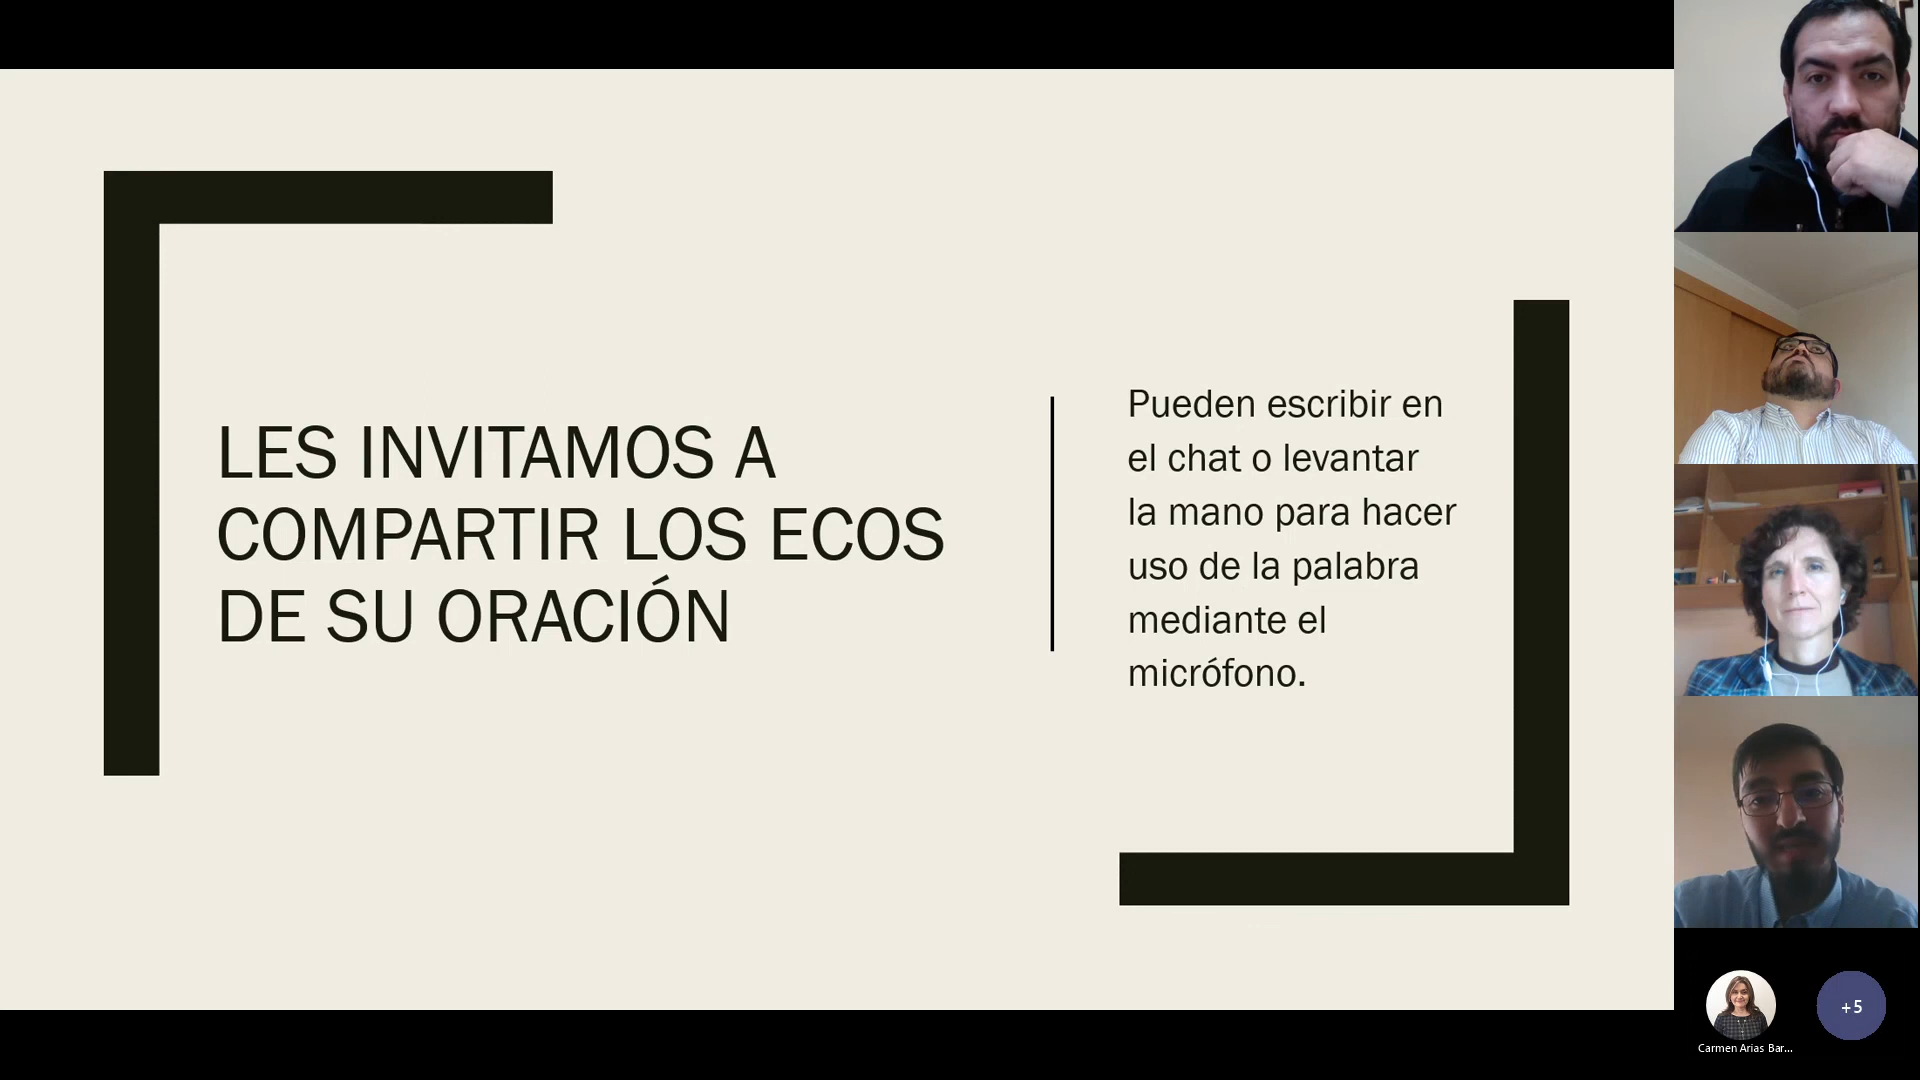 LES INVITAMOS A
COMPARTIR LOS ECOS
DE SU ORACIÓN
Pueden escribir en
el chat o levantar
la mano para hacer
uso de la palabra
mediante el
micrófono.
Carmen Arias Bar...
+5